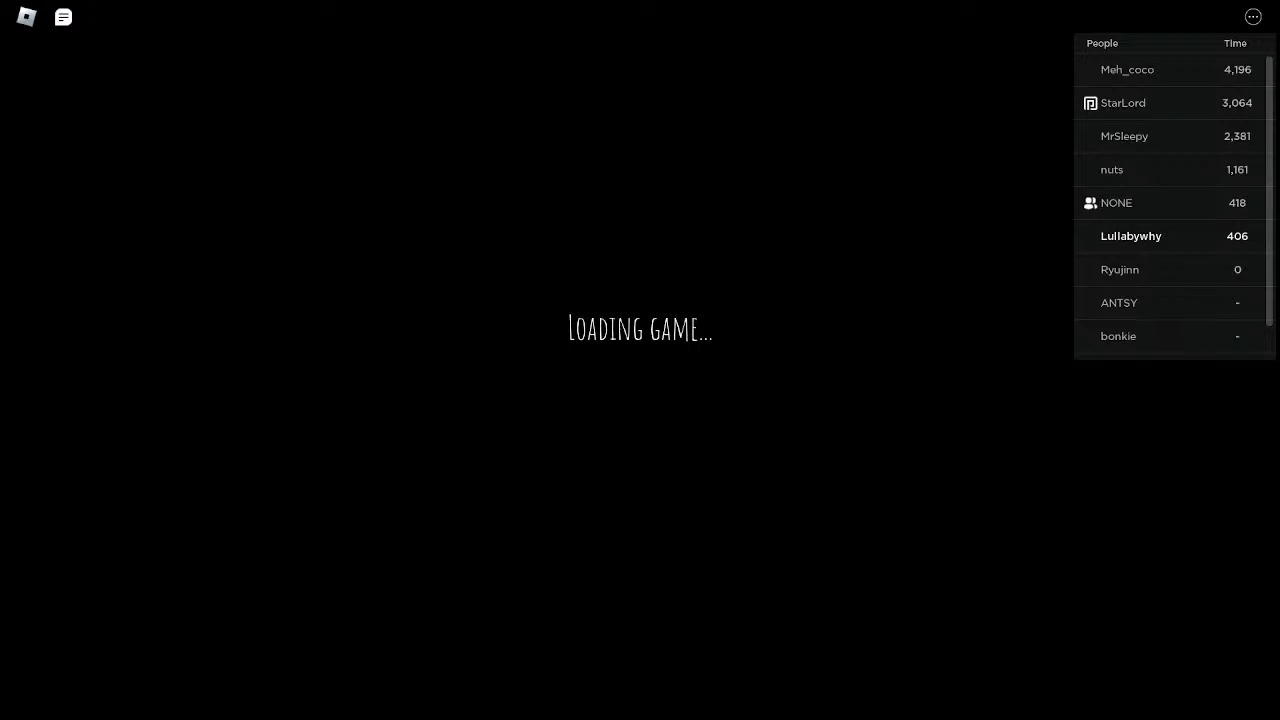 People Time
Meh_coco 4,196
StarLord 3,064
MrSleepy 2,381
nuts 1,161
NONE 418
Lullabywhy 406
Ryujinn 0
ANTSY -
bonkie -
Loading game...